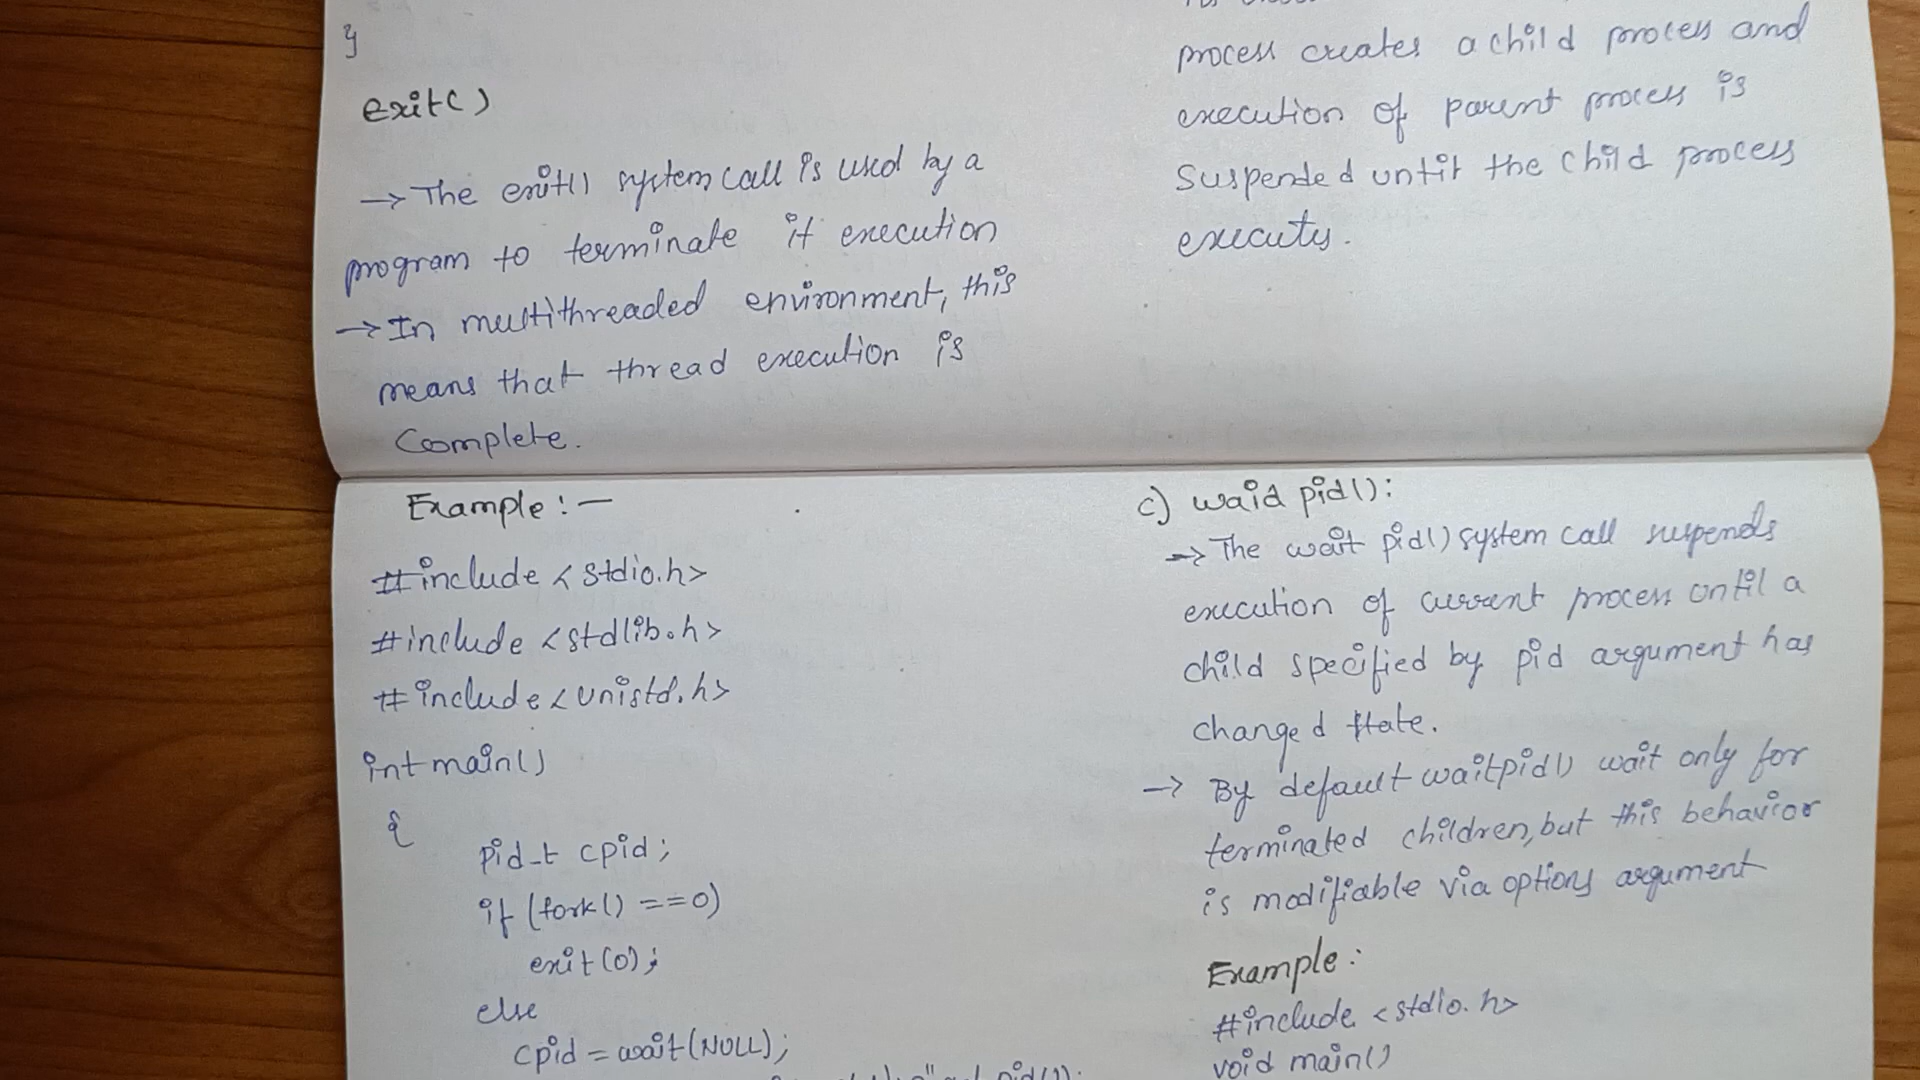 }
exit()
→ The exit() system call is used by a
program to terminate it execution
→ In multithreaded environment, this
means that thread execution is
Complete.
Example : —
#include <stdio.h>
#include <stdlib.h>
#include <unistd.h>
int main()
{
pid_t cpid;
if (fork() ==0)
exit(0);
else
cpid = wait(NULL);
process creates a child process and
execution of parent process is
Suspended until the child process
executes.
c) waid pid():
→ The wait pid() system call suspends
execution of current process until a
child specified by pid argument has
changed state.
→ By default waitpid() wait only for
terminated children, but this behavior
is modifiable via options argument
Example :
#include <stdio.h>
void main()